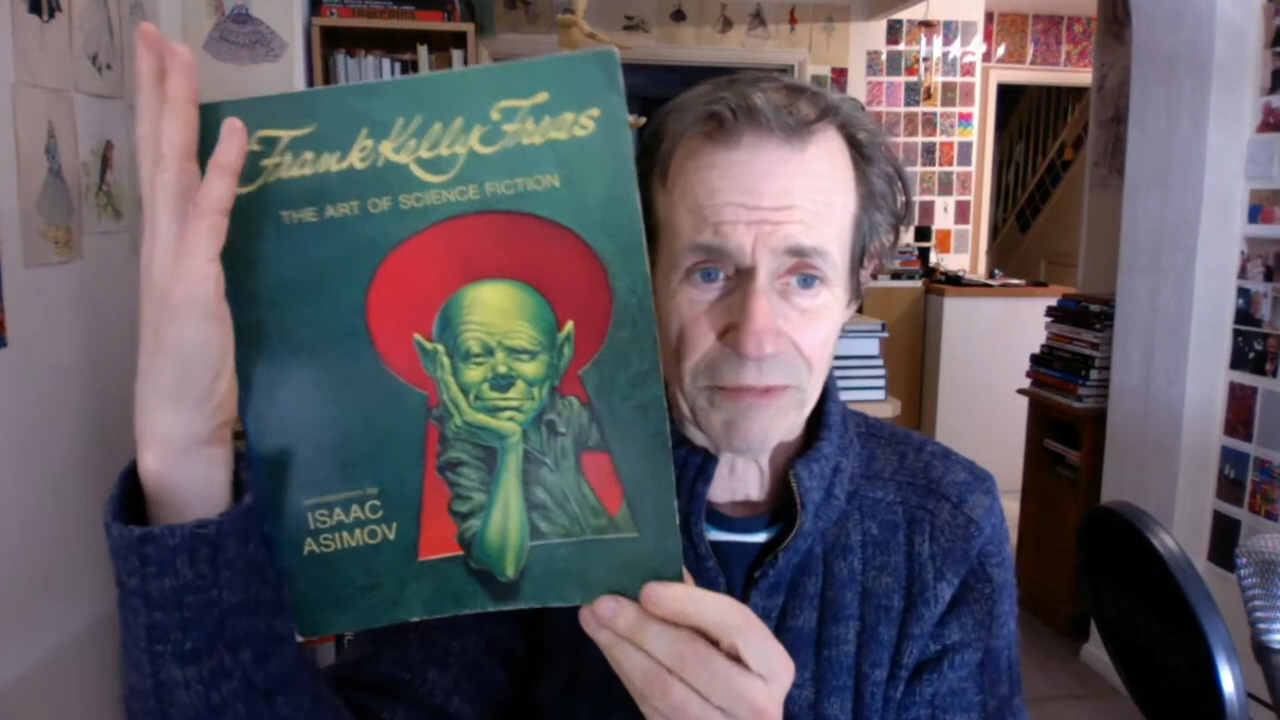 Frank Kelly Freas
THE ART OF SCIENCE FICTION
ISAAC
ASIMOV